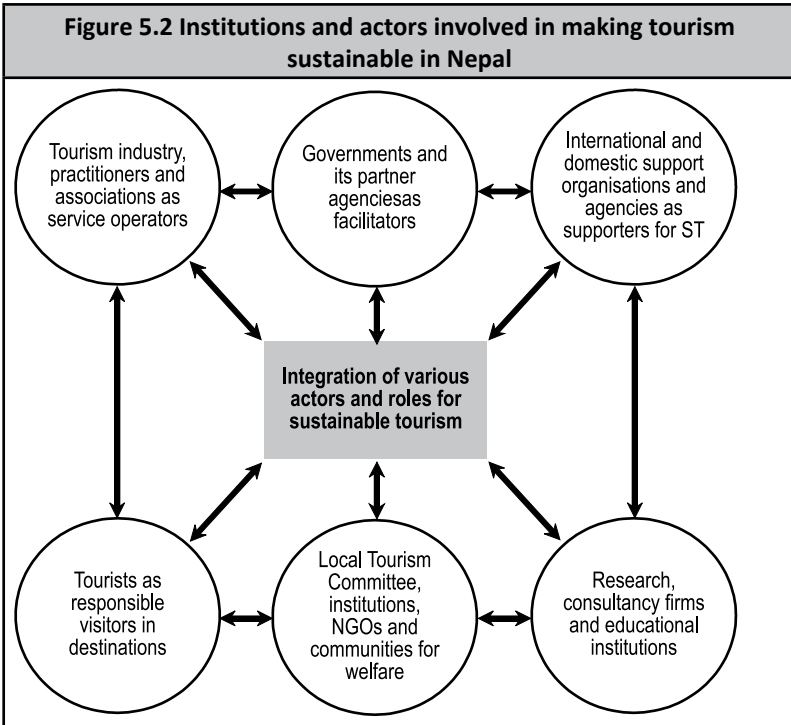 Figure 5.2 Institutions and actors involved in making tourism
sustainable in Nepal
Tourism industry,
practitioners and
associations as
service operators
Governments and
its partner
agenciesas
facilitators
International and
domestic support
organisations and
agencies as
supporters for ST
Integration of various
actors and roles for
sustainable tourism
Tourists as
responsible
visitors in
destinations
Local Tourism
Committee,
institutions,
NGOs and
communities for
welfare
Research,
consultancy firms
and educational
institutions